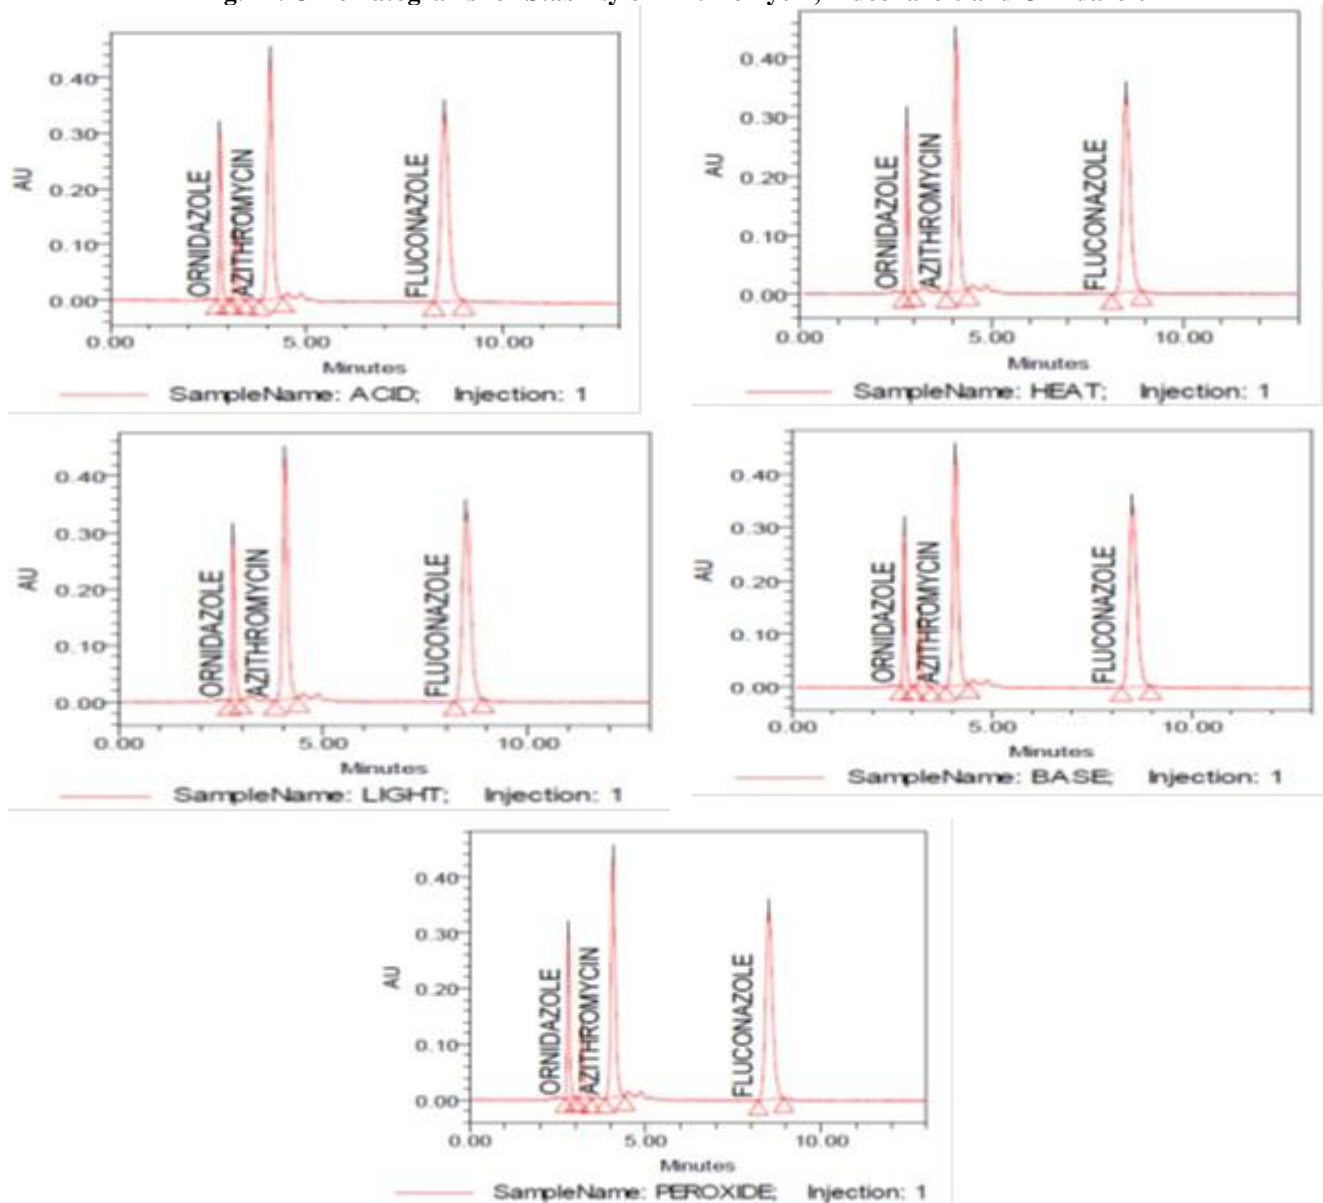 0.40
0.30
0.20
0.10
0.00
AU
ORNIDAZOLE
AZITHROMYCIN
FLUCONAZOLE
0.00 5.00 10.00
Minutes
SampleName: ACID; Injection: 1
0.40
0.30
0.20
0.10
0.00
AU
ORNIDAZOLE
AZITHROMYCIN
FLUCONAZOLE
0.00 5.00 10.00
Minutes
SampleName: HEAT; Injection: 1
0.40
0.30
0.20
0.10
0.00
AU
ORNIDAZOLE
AZITHROMYCIN
FLUCONAZOLE
0.00 5.00 10.00
Minutes
SampleName: LIGHT; Injection: 1
0.40
0.30
0.20
0.10
0.00
AU
ORNIDAZOLE
AZITHROMYCIN
FLUCONAZOLE
0.00 5.00 10.00
Minutes
SampleName: BASE; Injection: 1
0.40
0.30
0.20
0.10
0.00
AU
ORNIDAZOLE
AZITHROMYCIN
FLUCONAZOLE
0.00 5.00 10.00
Minutes
SampleName: PEROXIDE; Injection: 1